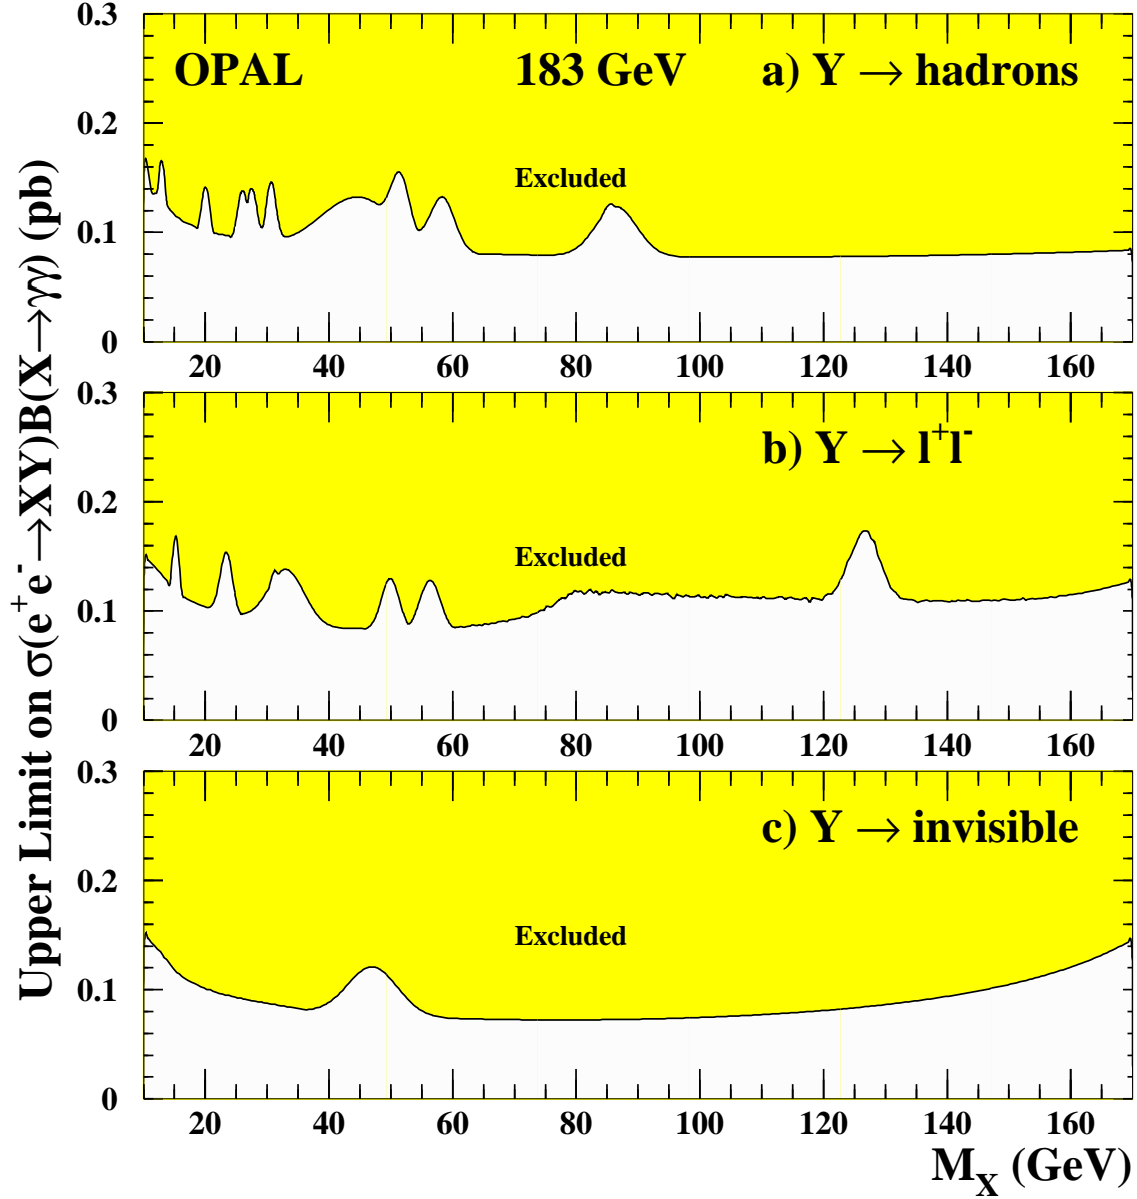 Upper Limit on σ(e⁺e⁻→XY)B(X→γγ) (pb)
0.3
OPAL 183 GeV a) Y → hadrons
0.2
Excluded
0.1
0
20 40 60 80 100 120 140 160
0.3
b) Y → l⁺l⁻
0.2
Excluded
0.1
0
20 40 60 80 100 120 140 160
0.3
c) Y → invisible
0.2
Excluded
0.1
0
20 40 60 80 100 120 140 160
M_X (GeV)